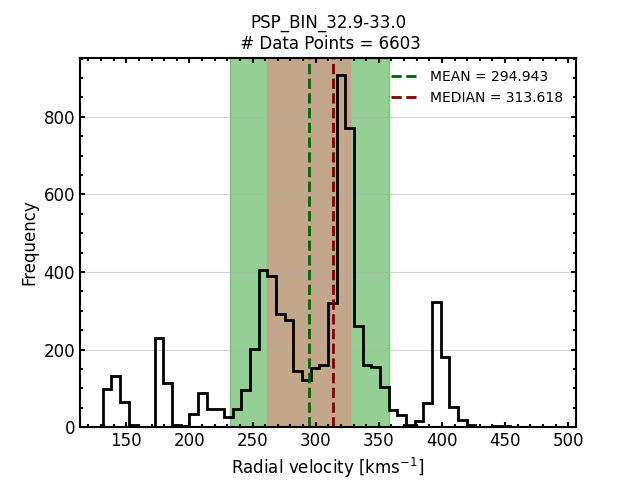 PSP_BIN_32.9-33.0
# Data Points = 6603
MEAN = 294.943
MEDIAN = 313.618
Frequency
800
600
400
200
0
150 200 250 300 350 400 450 500
Radial velocity [kms⁻¹]